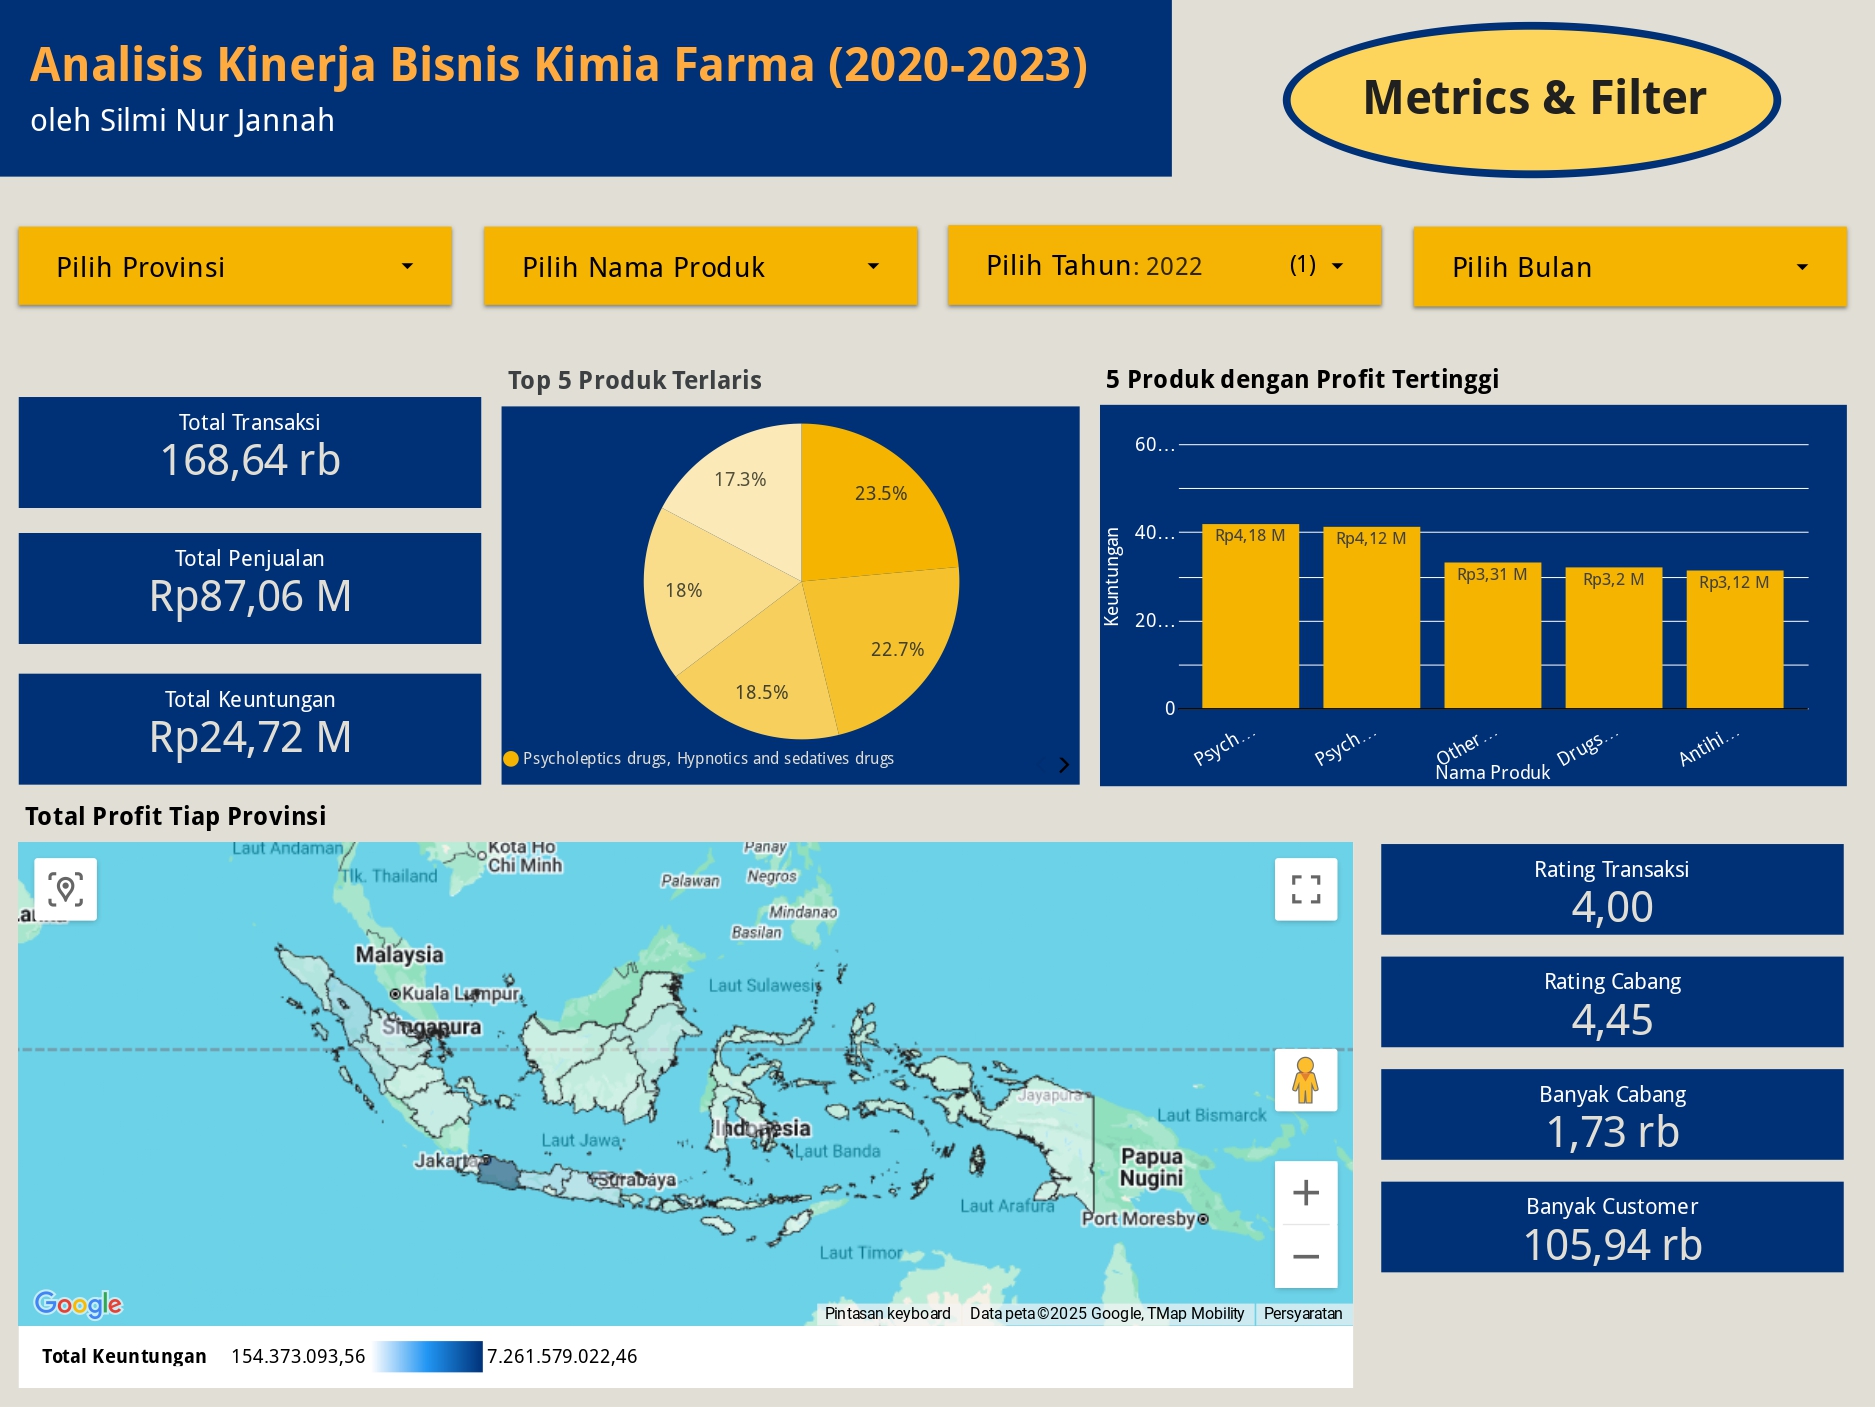 Analisis Kinerja Bisnis Kimia Farma (2020-2023)
oleh Silmi Nur Jannah
Metrics & Filter
Pilih Provinsi
Pilih Nama Produk
Pilih Tahun: 2022 (1)
Pilih Bulan
Total Transaksi
168,64 rb
Total Penjualan
Rp87,06 M
Total Keuntungan
Rp24,72 M
Top 5 Produk Terlaris
17.3%
23.5%
18%
22.7%
18.5%
Psycholeptics drugs, Hypnotics and sedatives drugs
5 Produk dengan Profit Tertinggi
Keuntungan
60…
40…
20…
0
Rp4,18 M
Rp4,12 M
Rp3,31 M
Rp3,2 M
Rp3,12 M
Psych…
Psych…
Other…
Drugs…
Antihi…
Nama Produk
Total Profit Tiap Provinsi
Laut Andaman
Kota Ho
Chi Minh
Panay
Tlk. Thailand
Palawan
Negros
Mindanao
Basilan
Malaysia
Kuala Lumpur
Laut Sulawesi
Singapura
Jayapura
Laut Bismarck
Indonesia
Laut Jawa
Laut Banda
Jakarta
Surabaya
Papua
Nugini
Laut Arafura
Port Moresby
Laut Timor
Google
Pintasan keyboard
Data peta ©2025 Google, TMap Mobility
Persyaratan
Total Keuntungan 154.373.093,56 7.261.579.022,46
Rating Transaksi
4,00
Rating Cabang
4,45
Banyak Cabang
1,73 rb
Banyak Customer
105,94 rb